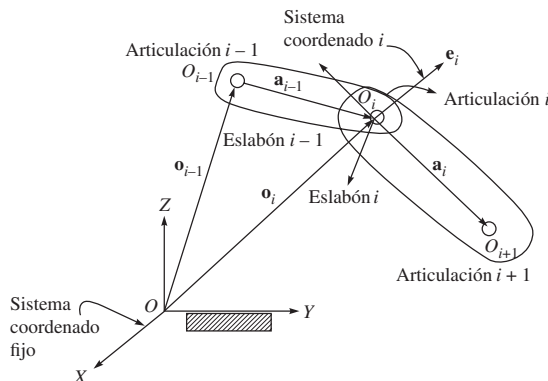 Sistema
coordenado i
e_i
Articulación i – 1
O_{i–1}
a_{i–1}
O_i
Articulación i
Eslabón i – 1
o_{i–1}
o_i
a_i
Eslabón i
O_{i+1}
Articulación i + 1
Z
O
Y
Sistema
coordenado
fijo
X